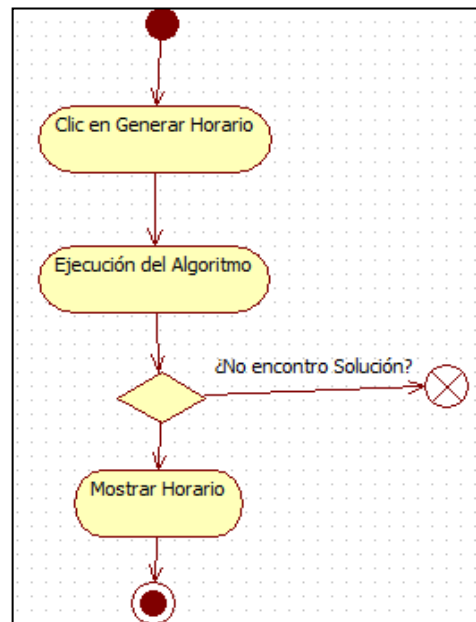 Clic en Generar Horario
Ejecución del Algoritmo
¿No encontro Solución?
Mostrar Horario